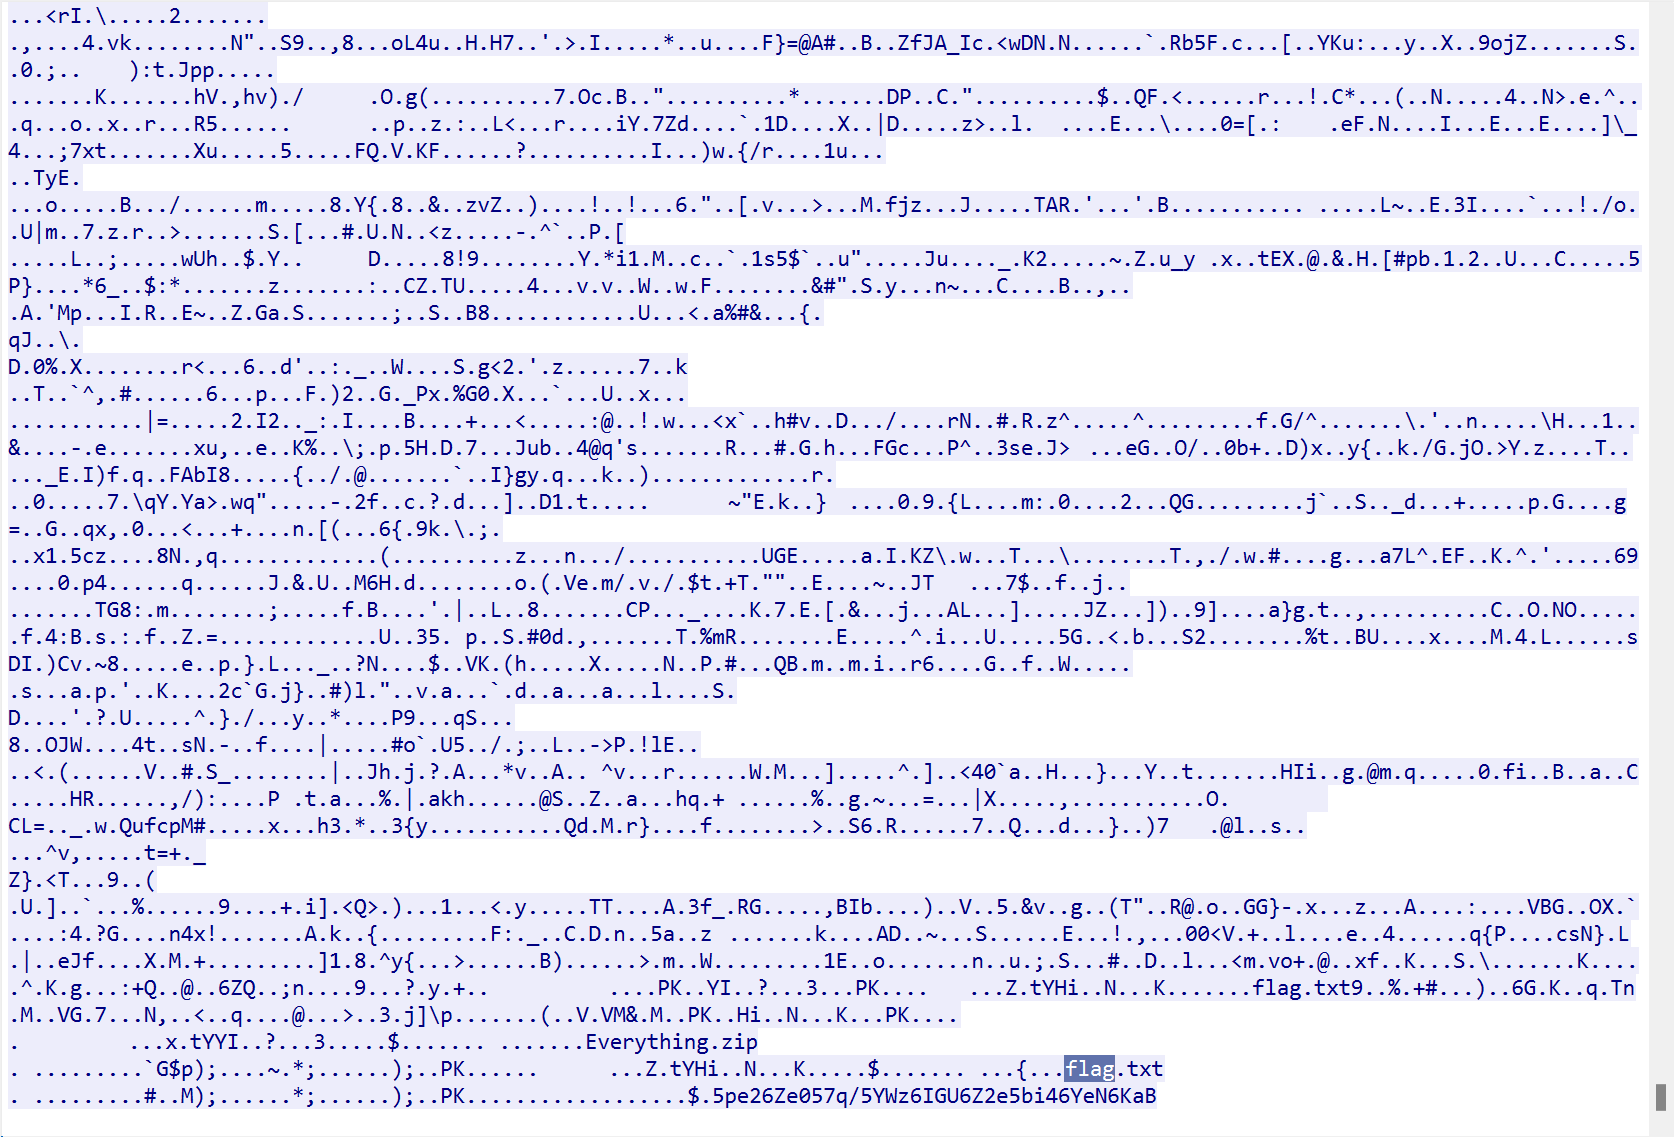 ...<rI.\.....2.......
.,....4.vk........N"..S9..,8...oL4u..H.H7..'.>.I.....*..u....F}=@A#..B..ZfJA_Ic.<wDN.N......`.Rb5F.c...[..YKu:...y..X..9ojZ.......S.
.0.;.. ):t.Jpp.....
.......K.......hV.,hv)./ .O.g(..........7.Oc.B.."..........*.......DP..C."..........$..QF.<......r...!.C*...(..N.....4..N>.e.^..
.q...o..x..r...R5...... ..p..z.:..L<...r....iY.7Zd....`.1D....X..|D.....z>..l. ....E...\....0=[.: .eF.N....I...E...E....]\_
4...;7xt.......Xu.....5.....FQ.V.KF......?..........I...)w.{/r....1u...
..TyE.
...o.....B.../......m.....8.Y{.8..&..zvZ..)....!..!...6."..[.v...>...M.fjz...J.....TAR.'...'.B........... .....L~..E.3I....`...!./o.
.U|m..7.z.r..>.......S.[...#.U.N..<z.....-.^`..P.[
.....L..;.....wUh..$.Y.. D.....8!9........Y.*i1.M..c..`.1s5$`..u".....Ju...._.K2.....~.Z.u_y .x..tEX.@.&.H.[#pb.1.2..U...C.....5
P}....*6_..$:*.......z.......:..CZ.TU.....4...v.v..W..w.F........&#".S.y...n~...C....B..,..
.A.'Mp...I.R..E~..Z.Ga.S.......;..S..B8............U...<.a%#&...{.
qJ..\.
D.0%.X........r<...6..d'..:._..W....S.g<2.'.z......7..k
..T..`^,.#......6...p...F.)2..G._Px.%G0.X...`...U..x...
...........|=.....2.I2.._:.I....B....+...<.....:@..!.w...<x`..h#v..D.../....rN..#.R.z^.....^.........f.G/^.......\.'..n.....\H...1..
&....-.e.......xu,..e..K%..\;.p.5H.D.7...Jub..4@q's.......R...#.G.h...FGc...P^..3se.J> ...eG..O/..0b+..D)x..y{..k./G.jO.>Y.z....T..
...._E.I)f.q..FAbI8.....{../.@.......`..I}gy.q...k..).............r.
..0.....7.\qY.Ya>.wq".....-.2f..c.?.d...]..D1.t..... ~"E.k..} ....0.9.{L....m:.0....2...QG.........j`..S.._d...+.....p.G....g
=..G..qx,.0...<...+....n.[(...6{.9k.\.;.
..x1.5cz....8N.,q.............(..........z...n.../...........UGE.....a.I.KZ\.w...T...\........T.,./.w.#....g...a7L^.EF..K.^.'.....69
....0.p4......q......J.&.U..M6H.d........o.(.Ve.m/.v./.$t.+T.""..E....~..JT ....7$..f..j..
.......TG8:.m........;.....f.B....'.|..L..8.......CP..._....K.7.E.[.&...j...AL...].....JZ...])..9]....a}g.t..,..........C..O.NO.....
.f.4:B.s.:.f..Z.=.............U..35. p..S.#0d.,.......T.%mR........E.....^.i...U.....5G..<.b...S2........%t..BU....x....M.4.L......s
DI.)Cv.~8.....e..p.}.L..._..?N....$..VK.(h.....X.....N..P.#...QB.m..m.i..r6....G..f..W.....
.s...a.p.'..K....2c`G.j}..#)l."..v.a...`.d..a...a...l....S.
D....'.?.U.....^.}./...y..*....P9...qS...
8..OJW....4t..sN.-..f....|.....#o`.U5../.;..L..->P.!lE..
..<.(......V..#.S_........|..Jh.j.?.A...*v..A.. ^v...r......W.M...].....^.]..<40`a..H...}...Y..t.......HIi..g.@m.q.....0.fi..B..a..C
.....HR......,/):....P .t.a...%.|.akh......@S..Z..a...hq.+ ......%..g.~...=...|X.....,...........O.
CL=.._.w.QufcpM#.....x...h3.*..3{y...........Qd.M.r}....f........>..S6.R......7..Q...d...}..)7 .@l..s..
...^v,.....t=+._
Z}.<T...9..(
.U.]..`...%......9....+.i].<Q>.)...1...<.y.....TT....A.3f_.RG.....,BIb....)..V..5.&v..g..(T"..R@.o..GG}-.x...z...A....:....VBG..OX.`
....:4.?G....n4x!.......A.k..{.........F:._..C.D.n..5a..z .......k....AD..~...S......E...!.,...00<V.+..l....e..4......q{P....csN}.L
.|..eJf....X.M.+.........]1.8.^y{...>......B)......>.m..W.........1E..o.......n..u.;.S...#..D..l...<m.vo+.@..xf..K...S.\.......K....
.^.K.g...:+Q..@..6ZQ..;n....9...?.y.+.. ....PK..YI..?...3...PK.... ...Z.tYHi..N...K.......flag.txt9..%.+#...)..6G.K..q.Tn
.M..VG.7...N,..<..q....@...>..3.j]\p.......(..V.VM&.M..PK..Hi..N...K...PK....
. ...x.tYYI..?...3.....$....... .......Everything.zip
. .........`G$p);....~.*;......);..PK...... ...Z.tYHi..N...K.....$....... ...{...flag.txt
. .........#..M);......*;......);..PK..................$.5pe26Ze057q/5YWz6IGU6Z2e5bi46YeN6KaB